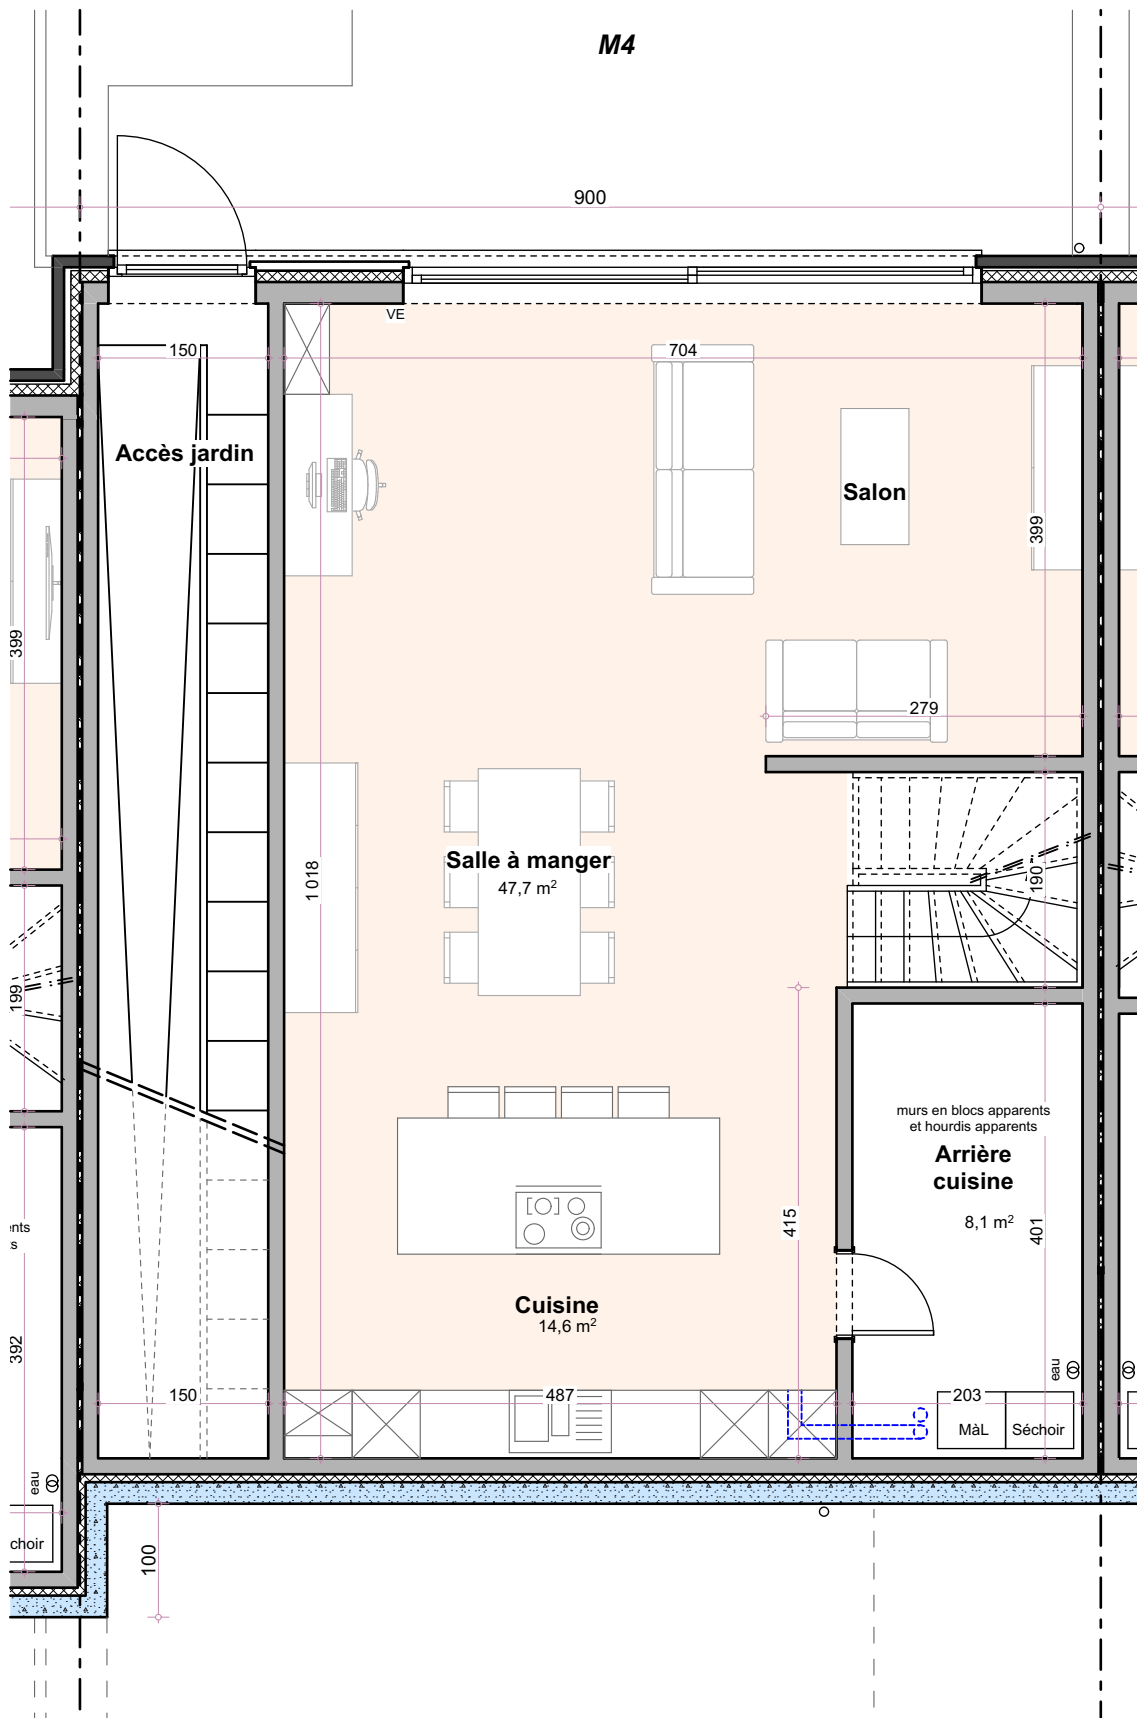 M4
900
VE
150
704
Accès jardin
Salon
399
399
279
Salle à manger
47,7 m²
1 018
190
199
murs en blocs apparents
et hourdis apparents
Arrière
cuisine
8,1 m²
415
401
ents
s
Cuisine
14,6 m²
392
eau
150
487
203
MàL
Séchoir
eau
choir
100